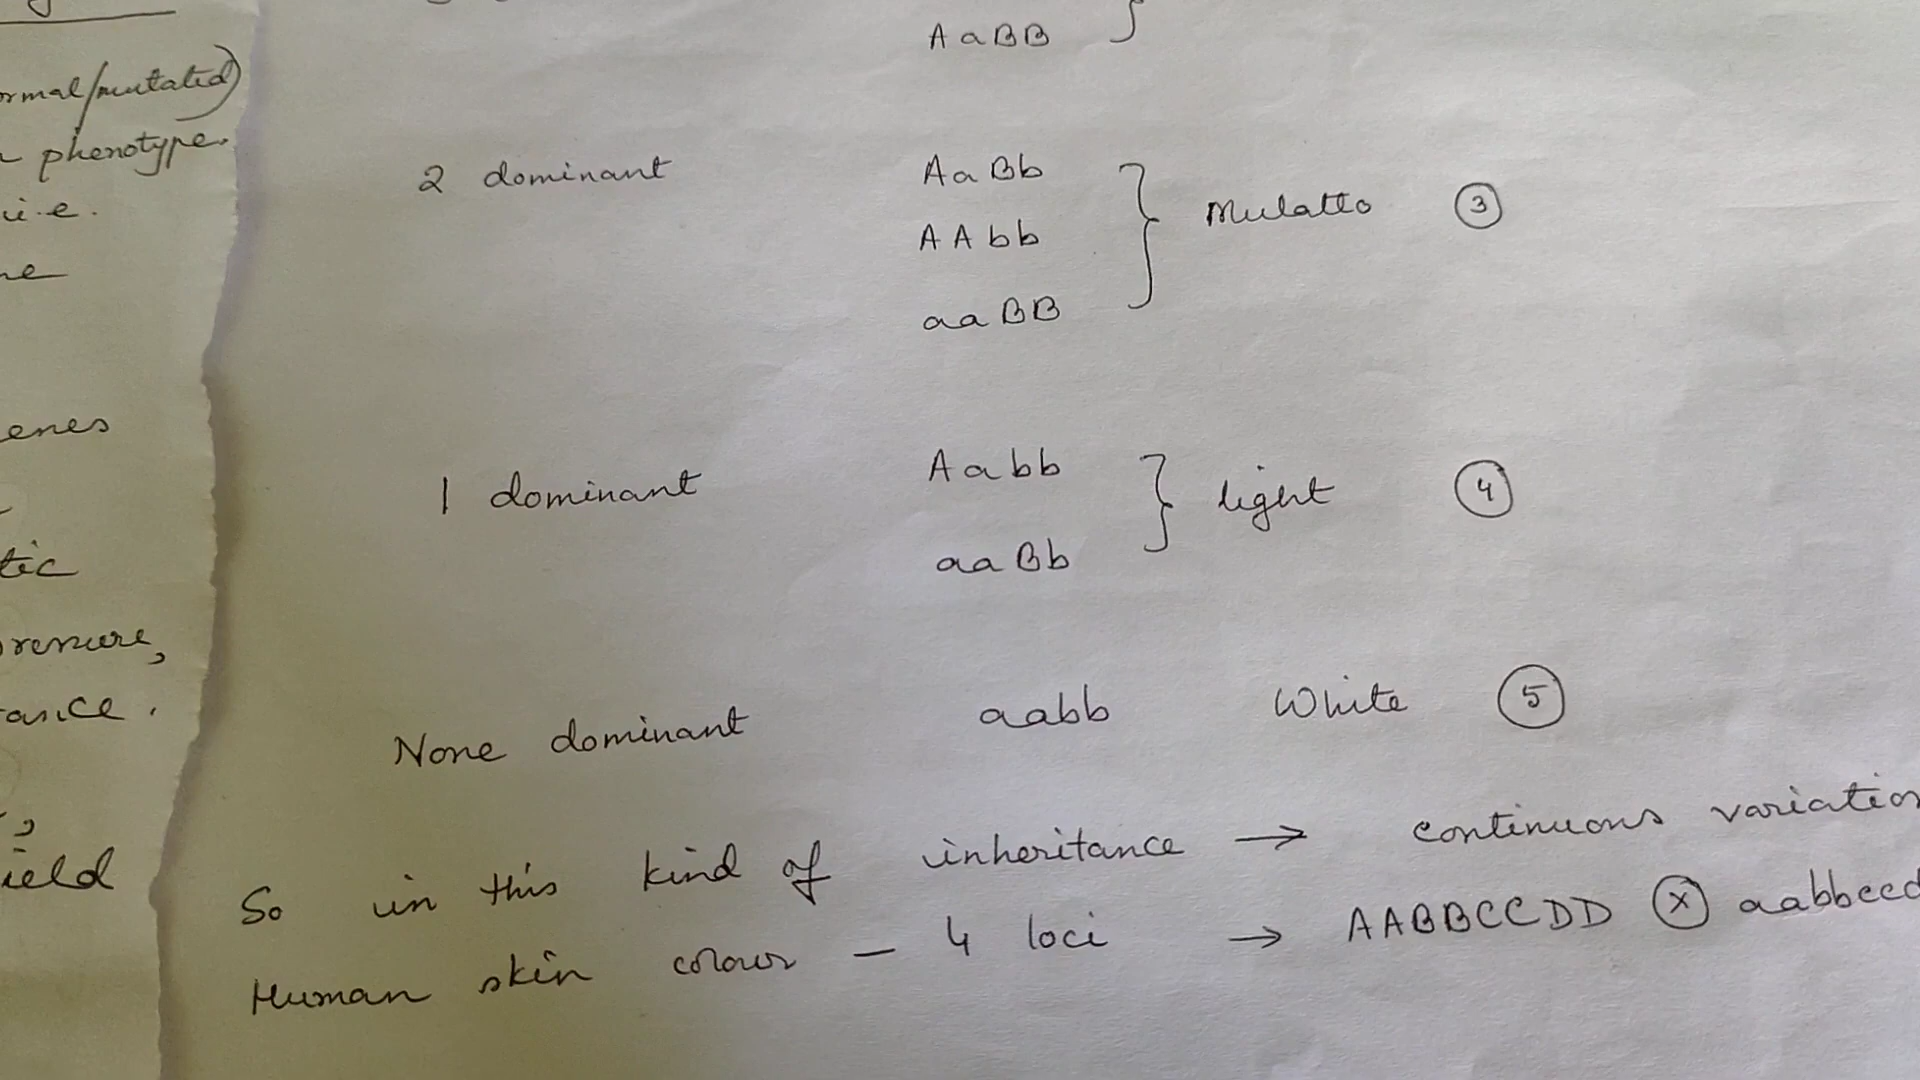 AaBB }
ormal/mutated)
phenotype.
i.e.
2 dominant AaBb
AAbb } Mulatto 3
aaBB
enes
1 dominant Aabb } light 4
aaBb
tic
ance.
None dominant aabb White 5
ield
So in this kind of inheritance → continuous variation
Human skin colour – 4 loci → AABBCCDD X aabbccd